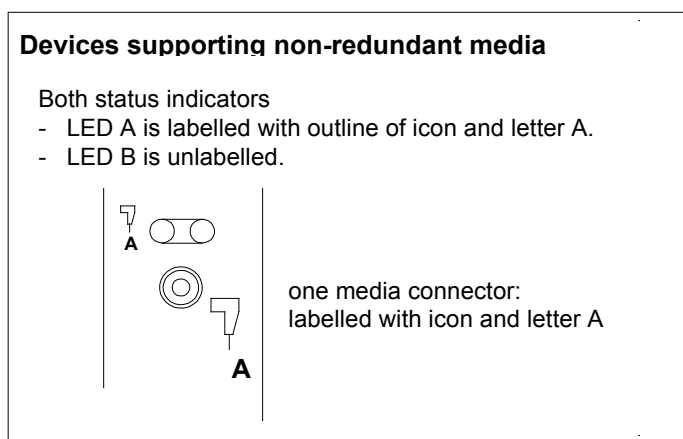 Devices supporting non-redundant media
Both status indicators
- LED A is labelled with outline of icon and letter A.
- LED B is unlabelled.
A
one media connector:
labelled with icon and letter A
A